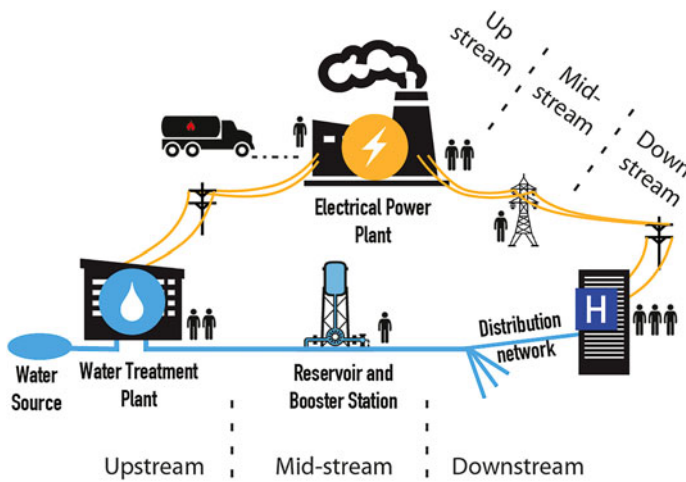 Up
stream
Mid-
stream
Down
stream
Electrical Power
Plant
H
Distribution
network
Water
Source
Water Treatment
Plant
Reservoir and
Booster Station
Upstream
Mid-stream
Downstream